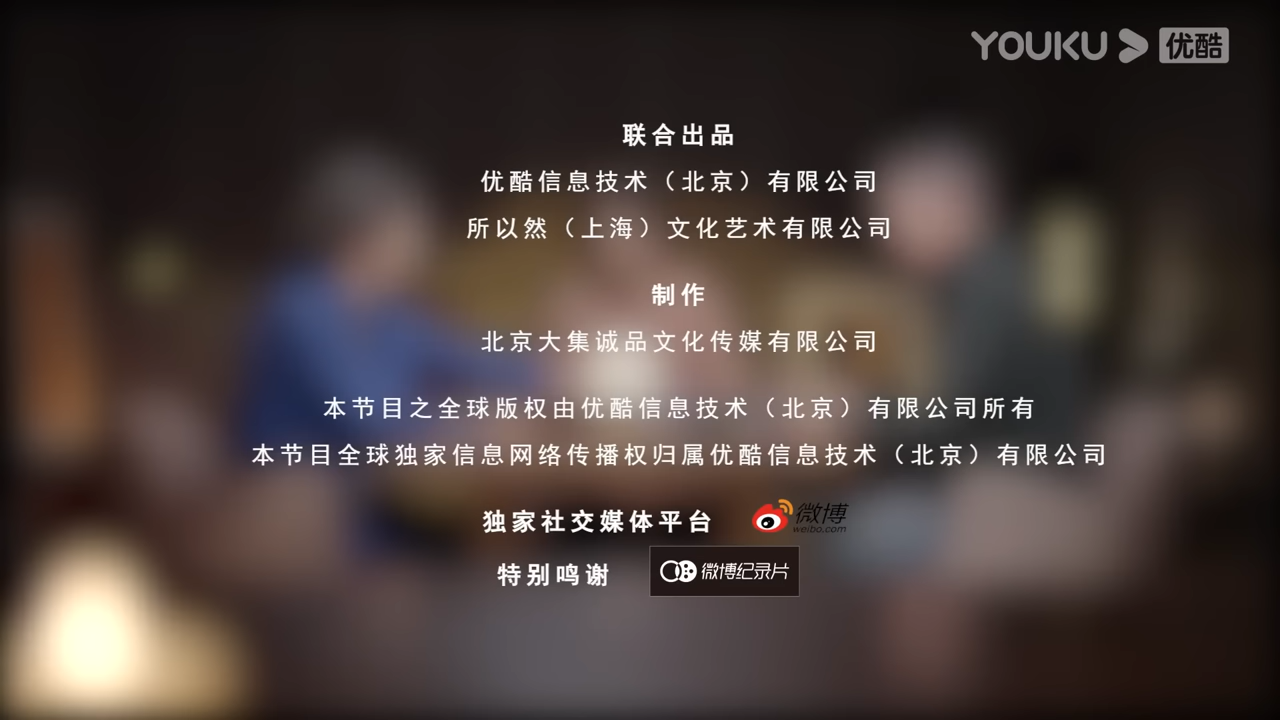 YOUKU 优酷
联合出品
优酷信息技术（北京）有限公司
所以然（上海）文化艺术有限公司
制作
北京大集诚品文化传媒有限公司
本节目之全球版权由优酷信息技术（北京）有限公司所有
本节目全球独家信息网络传播权归属优酷信息技术（北京）有限公司
独家社交媒体平台 微博 weibo.com
特别鸣谢 微博纪录片